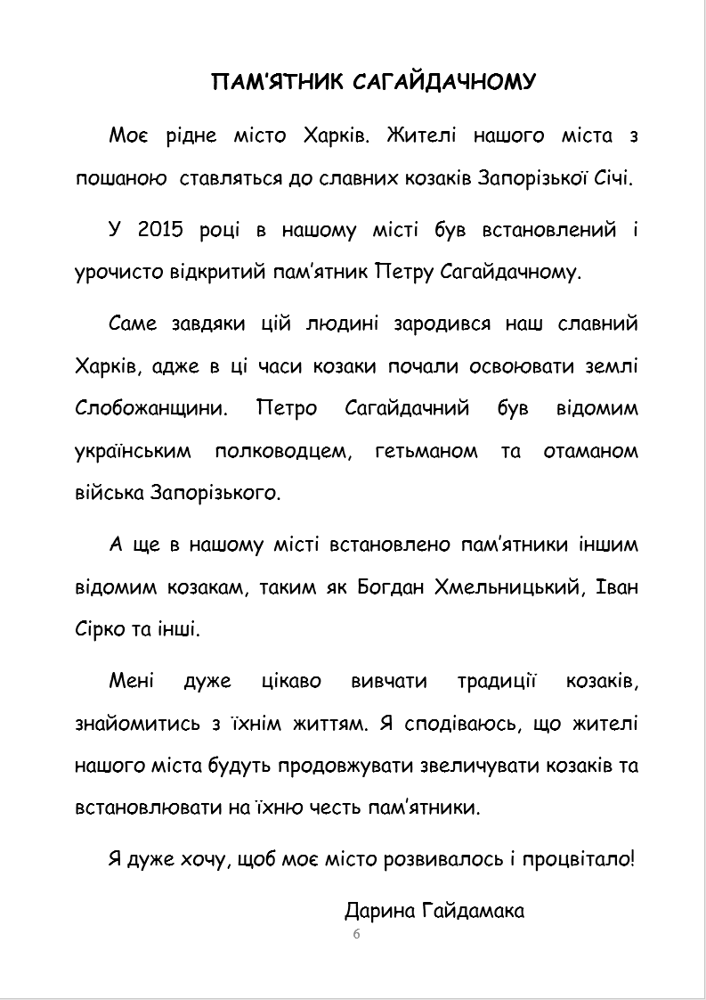 ПАМ'ЯТНИК САГАЙДАЧНОМУ
Моє рідне місто Харків. Жителі нашого міста з
пошаною ставляться до славних козаків Запорізької Січі.
У 2015 році в нашому місті був встановлений і
урочисто відкритий пам'ятник Петру Сагайдачному.
Саме завдяки цій людині зародився наш славний
Харків, адже в ці часи козаки почали освоювати землі
Слобожанщини. Петро Сагайдачний був відомим
українським полководцем, гетьманом та отаманом
війська Запорізького.
А ще в нашому місті встановлено пам'ятники іншим
відомим козакам, таким як Богдан Хмельницький, Іван
Сірко та інші.
Мені дуже цікаво вивчати традиції козаків,
знайомитись з їхнім життям. Я сподіваюсь, що жителі
нашого міста будуть продовжувати звеличувати козаків та
встановлювати на їхню честь пам'ятники.
Я дуже хочу, щоб моє місто розвивалось і процвітало!
Дарина Гайдамака
6